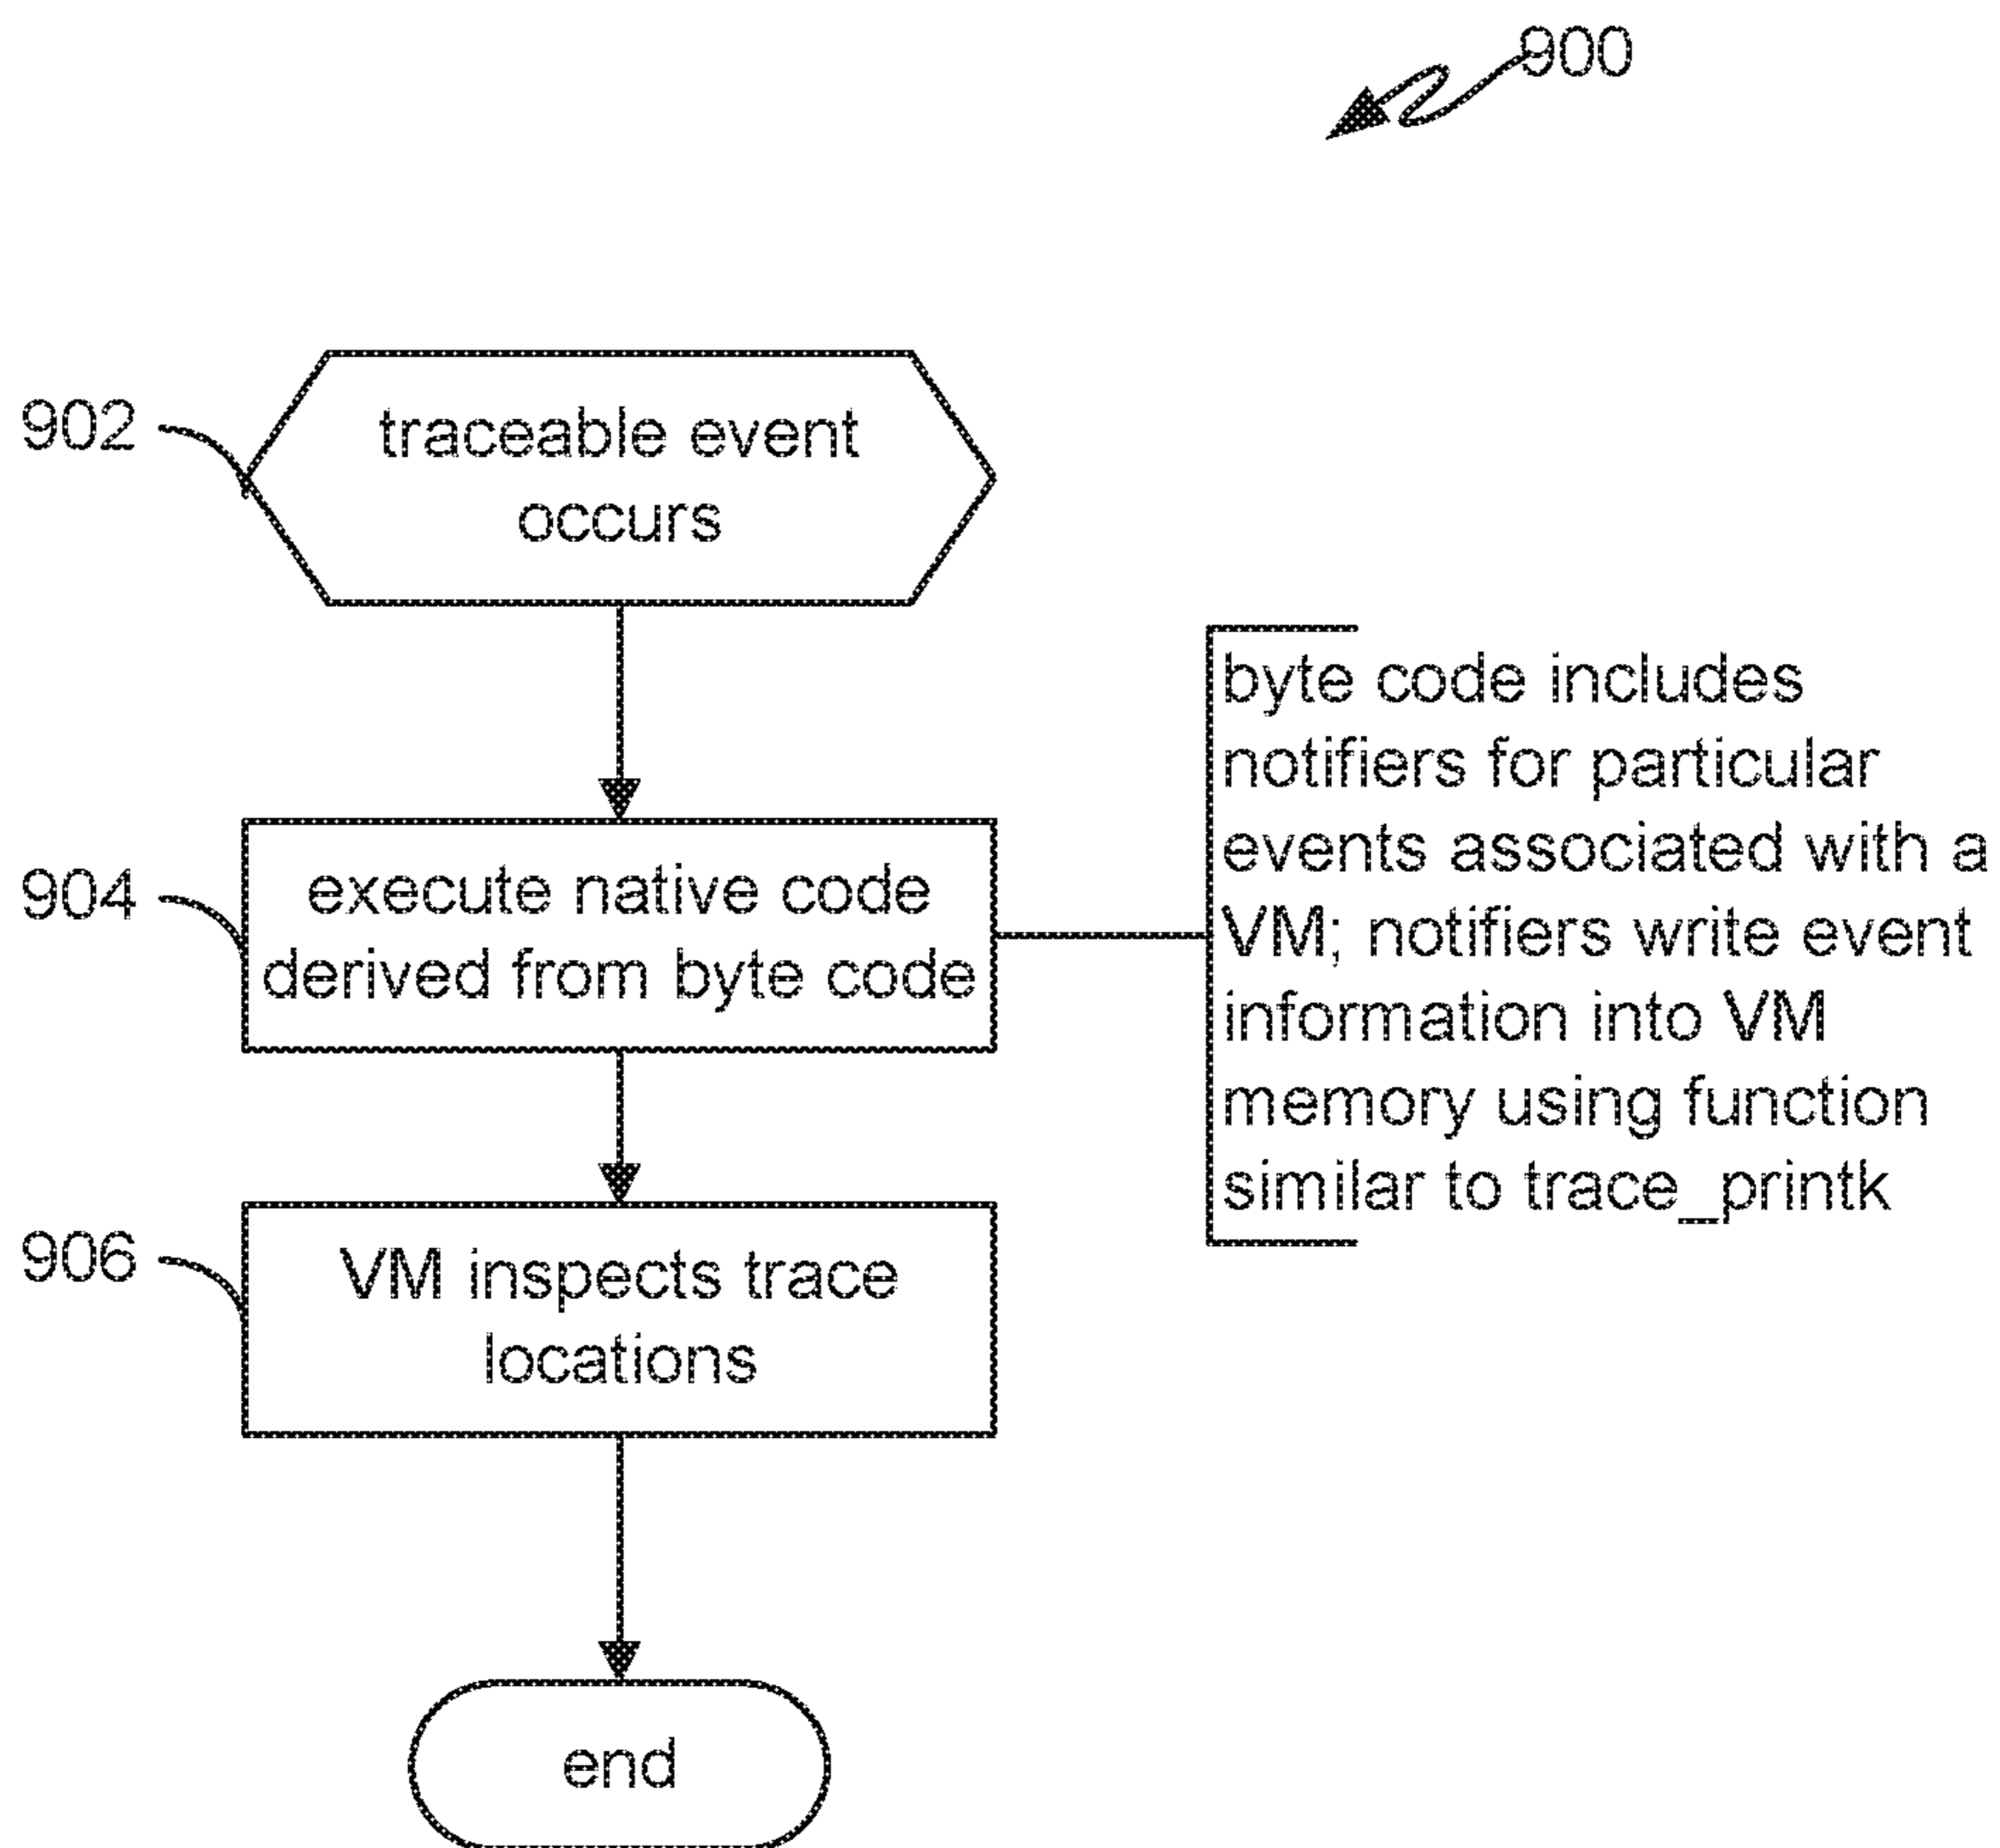 900
902
traceable event
occurs
904
execute native code
derived from byte code
byte code includes
notifiers for particular
events associated with a
VM; notifiers write event
information into VM
memory using function
similar to trace_printk
906
VM inspects trace
locations
end